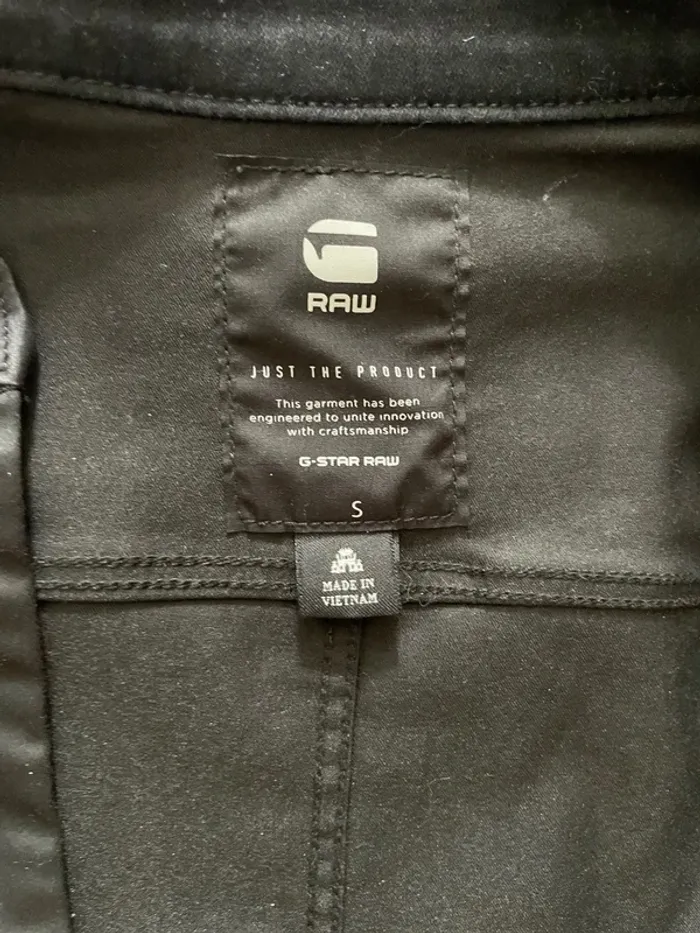 RAW
JUST THE PRODUCT
This garment has been
engineered to unite innovation
with craftsmanship
G-STAR RAW
S
MADE IN
VIETNAM